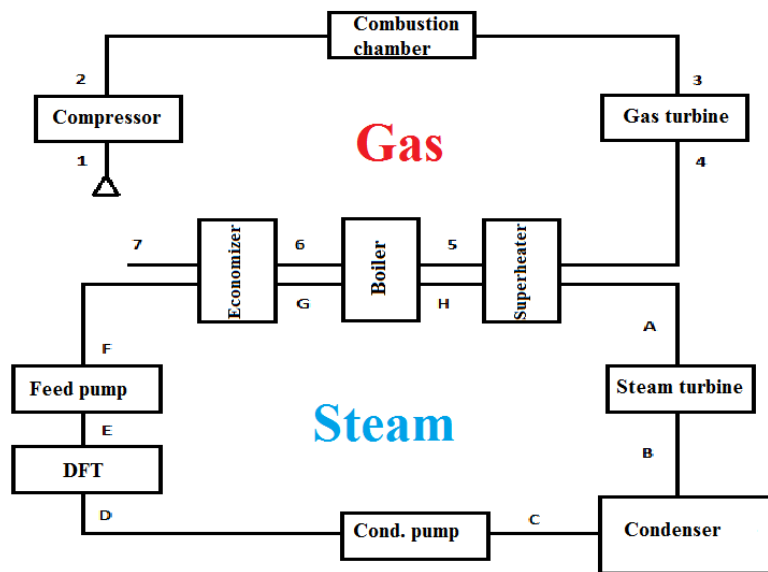 Combustion
chamber
2
3
Compressor
Gas turbine
Gas
1
4
7
6
5
Economizer
Boiler
Superheater
G
H
A
F
Feed pump
Steam turbine
Steam
E
B
DFT
D
Cond. pump
C
Condenser